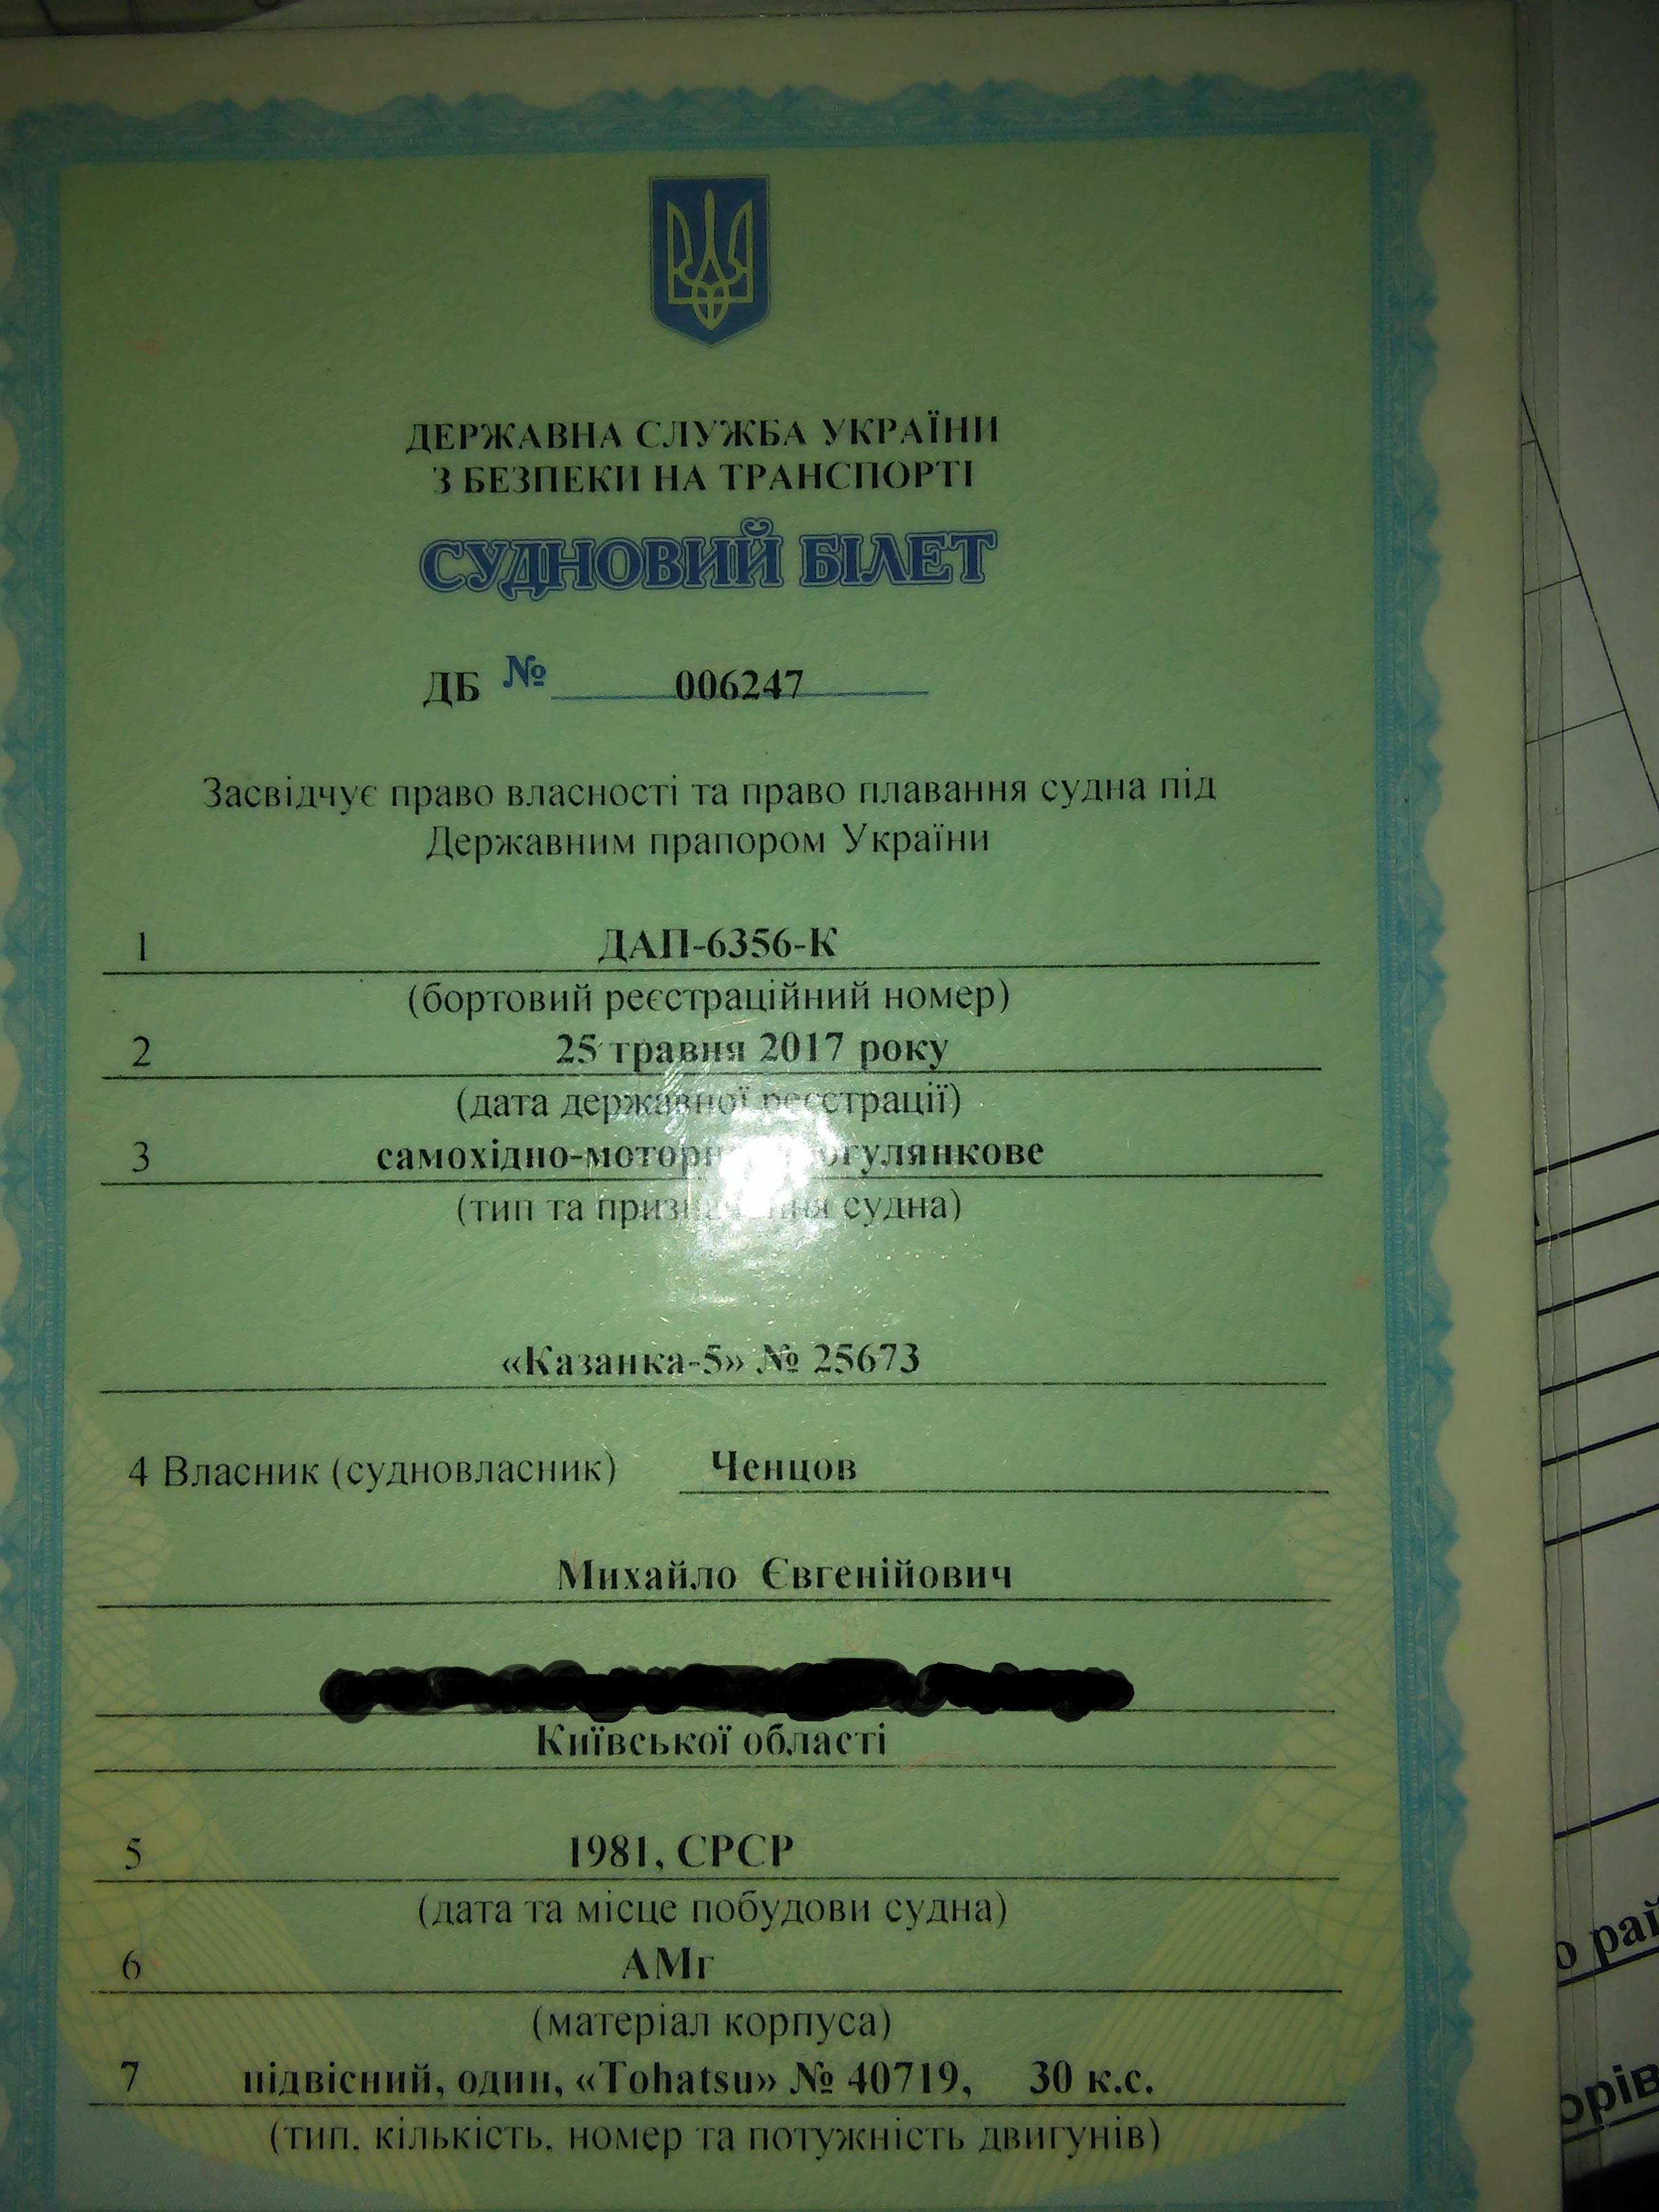 ДЕРЖАВНА СЛУЖБА УКРАЇНИ
З БЕЗПЕКИ НА ТРАНСПОРТІ
СУДНОВИЙ БІЛЕТ
ДБ № 006247
Засвідчує право власності та право плавання судна під
Державним прапором України
1 ДАП-6356-К
(бортовий реєстраційний номер)
2 25 травня 2017 року
(дата державної реєстрації)
3
(тип та призначення судна)
«Казанка-5» № 25673
4 Власник (судновласник) Ченцов
Михайло Євгенійович
Київської області
5 1981, СРСР
(дата та місце побудови судна)
6 АМг
(матеріал корпуса)
7 підвісний, один, «Tohatsu» № 40719, 30 к.с.
(тип, кількість, номер та потужність двигунів)